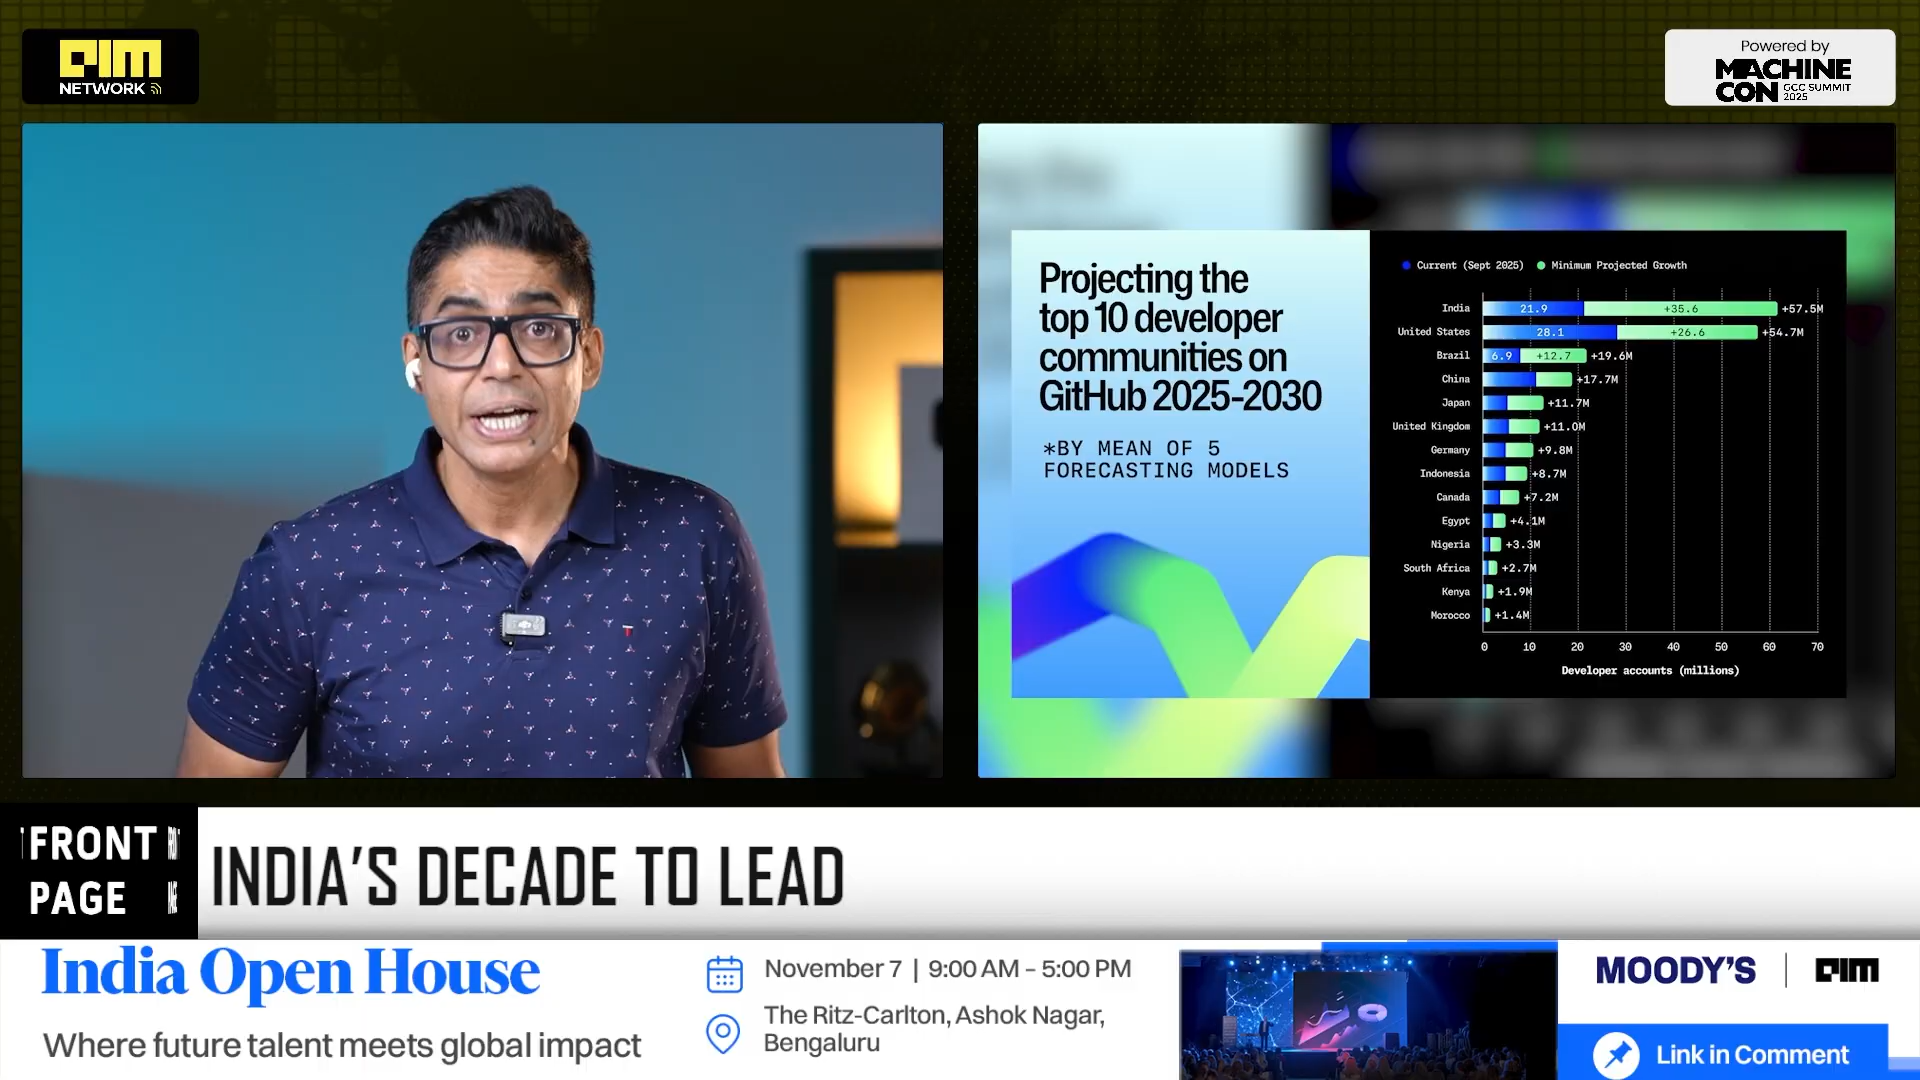 AIM
NETWORK
Powered by
MACHINE
CON GCC SUMMIT
2025
Projecting the
top 10 developer
communities on
GitHub 2025-2030
*BY MEAN OF 5
FORECASTING MODELS
Current (Sept 2025) Minimum Projected Growth
India 21.9 +35.6 +57.5M
United States 28.1 +26.6 +54.7M
Brazil 6.9 +12.7 +19.6M
China +17.7M
Japan +11.7M
United Kingdom +11.0M
Germany +9.8M
Indonesia +8.7M
Canada +7.2M
Egypt +4.1M
Nigeria +3.3M
South Africa +2.7M
Kenya +1.9M
Morocco +1.4M
0 10 20 30 40 50 60 70
Developer accounts (millions)
FRONT
PAGE
INDIA'S DECADE TO LEAD
India Open House
Where future talent meets global impact
November 7 | 9:00 AM – 5:00 PM
The Ritz-Carlton, Ashok Nagar,
Bengaluru
MOODY'S | AIM
Link in Comment